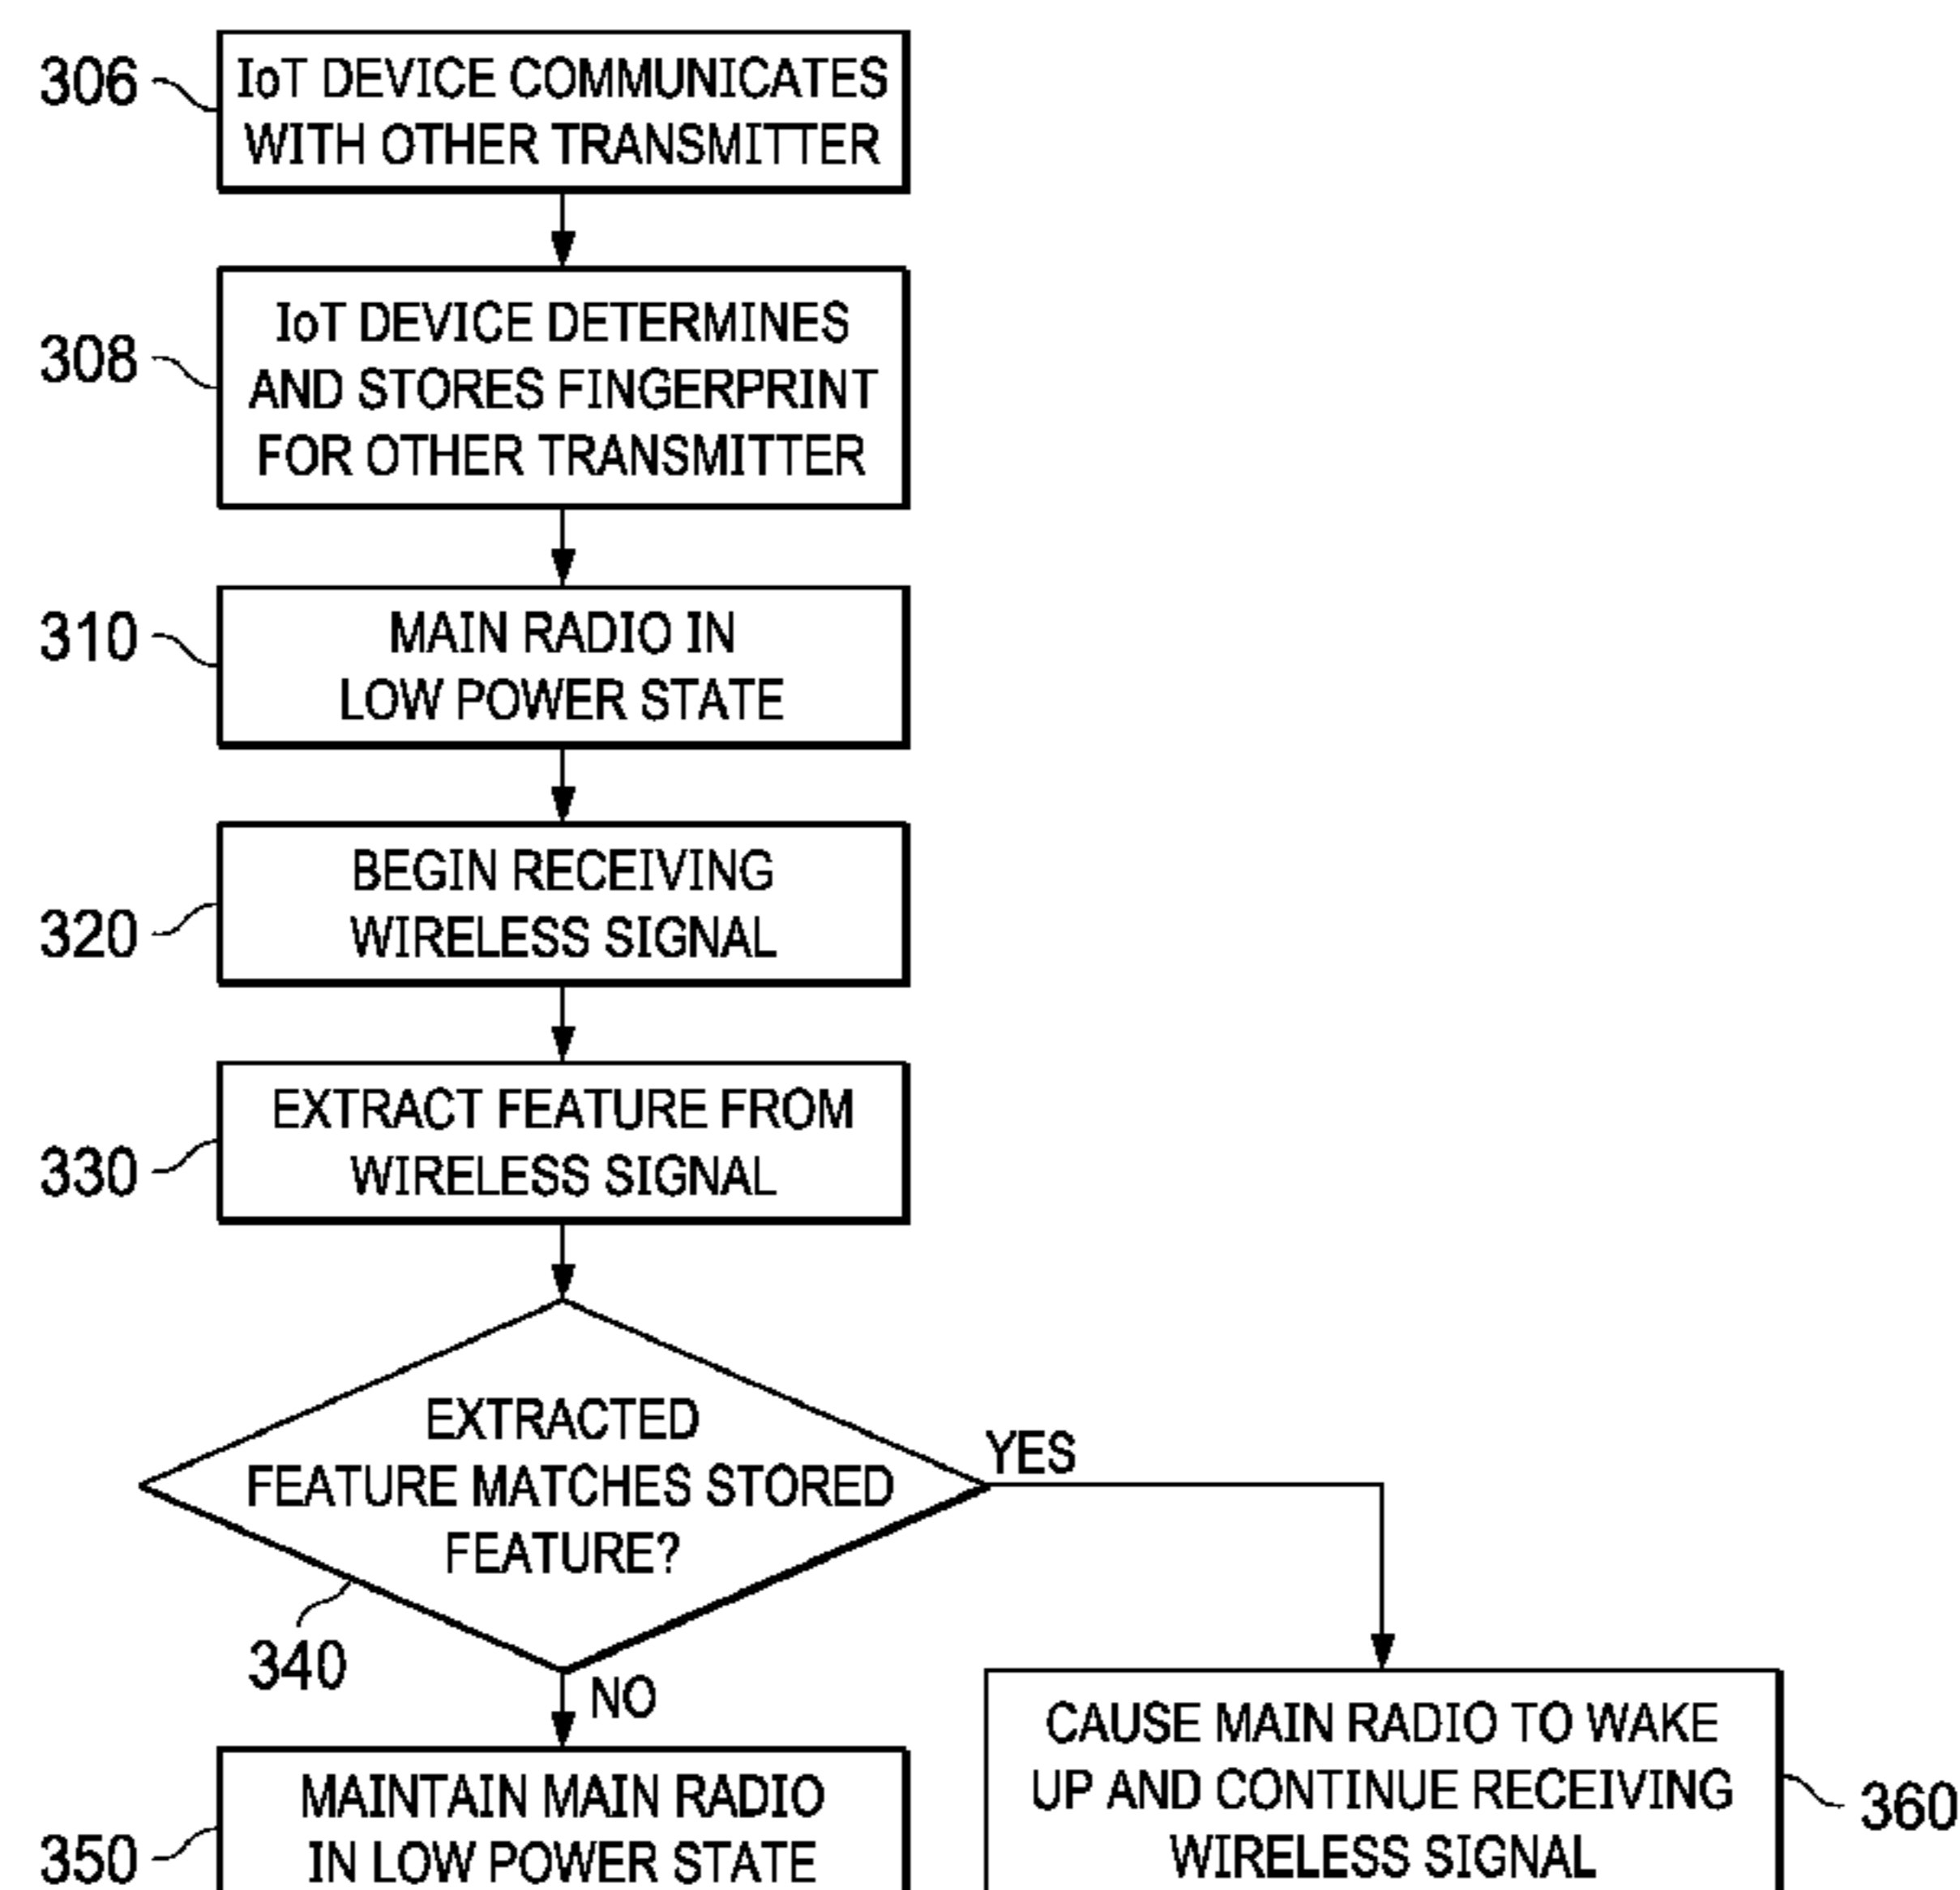 306
IoT DEVICE COMMUNICATES
WITH OTHER TRANSMITTER
308
IoT DEVICE DETERMINES
AND STORES FINGERPRINT
FOR OTHER TRANSMITTER
310
MAIN RADIO IN
LOW POWER STATE
320
BEGIN RECEIVING
WIRELESS SIGNAL
330
EXTRACT FEATURE FROM
WIRELESS SIGNAL
EXTRACTED
FEATURE MATCHES STORED
FEATURE?
YES
340
NO
350
MAINTAIN MAIN RADIO
IN LOW POWER STATE
CAUSE MAIN RADIO TO WAKE
UP AND CONTINUE RECEIVING
WIRELESS SIGNAL
360